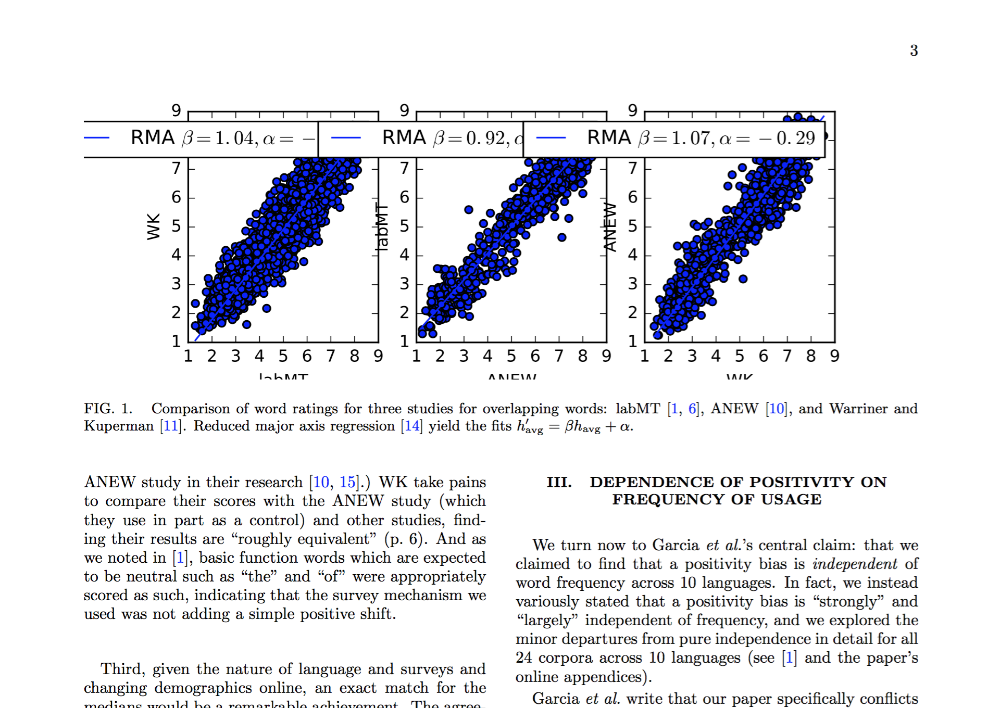 3
RMA β=1.04, α= −
RMA β=0.92,
RMA β=1.07, α= −0.29
9
7
6
5
4
3
2
1
WK
1 2 3 4 5 6 7 8 9
labMT
9
7
6
5
4
3
2
1
labMT
1 2 3 4 5 6 7 8 9
ANEW
9
7
6
5
4
3
2
1
ANEW
1 2 3 4 5 6 7 8 9
WK
FIG. 1. Comparison of word ratings for three studies for overlapping words: labMT [1, 6], ANEW [10], and Warriner and
Kuperman [11]. Reduced major axis regression [14] yield the fits h′avg = βhavg + α.
ANEW study in their research [10, 15].) WK take pains
to compare their scores with the ANEW study (which
they use in part as a control) and other studies, find-
ing their results are “roughly equivalent” (p. 6). And as
we noted in [1], basic function words which are expected
to be neutral such as “the” and “of” were appropriately
scored as such, indicating that the survey mechanism we
used was not adding a simple positive shift.
Third, given the nature of language and surveys and
changing demographics online, an exact match for the
medians would be a remarkable achievement. The agree-
III. DEPENDENCE OF POSITIVITY ON
FREQUENCY OF USAGE
We turn now to Garcia et al.’s central claim: that we
claimed to find that a positivity bias is independent of
word frequency across 10 languages. In fact, we instead
variously stated that a positivity bias is “strongly” and
“largely” independent of frequency, and we explored the
minor departures from pure independence in detail for all
24 corpora across 10 languages (see [1] and the paper’s
online appendices).
Garcia et al. write that our paper specifically conflicts